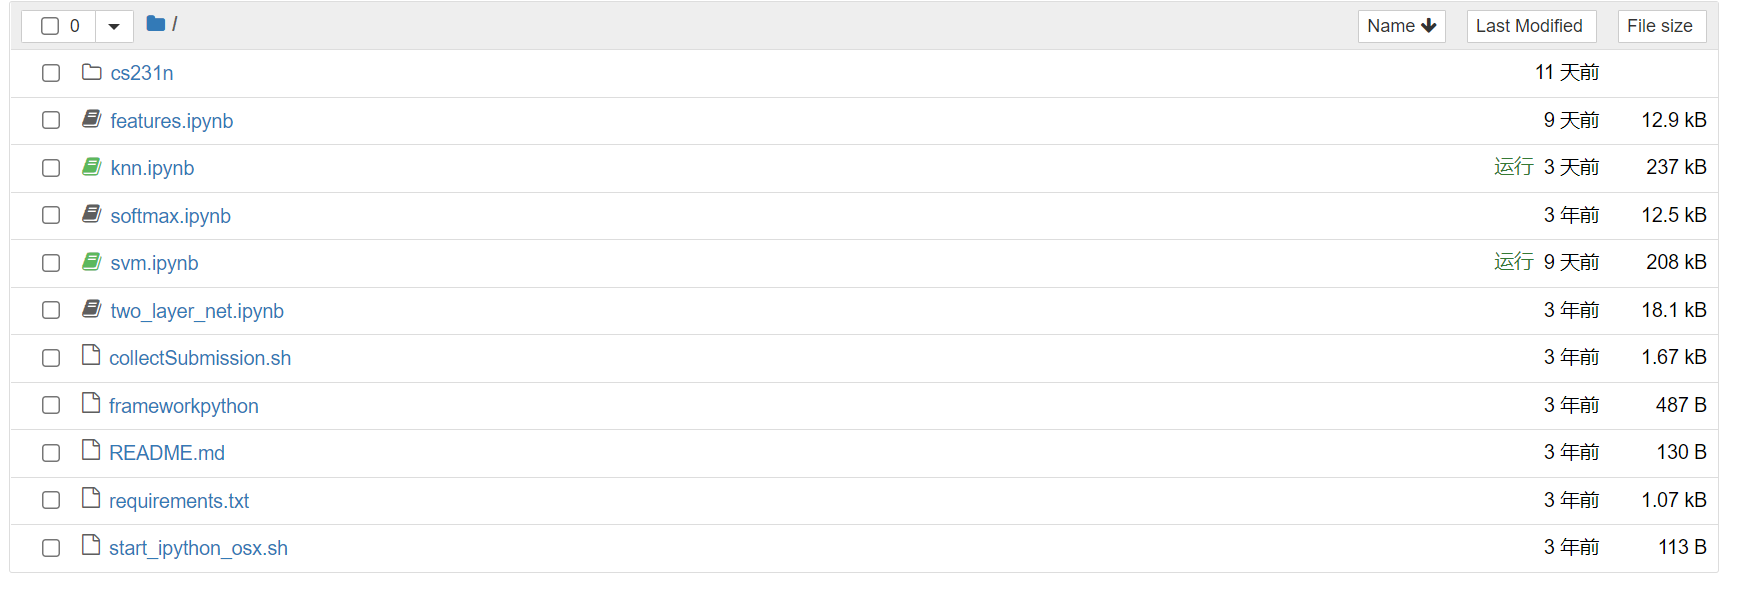 0 / Name Last Modified File size
cs231n 11 天前
features.ipynb 9 天前 12.9 kB
knn.ipynb 运行 3 天前 237 kB
softmax.ipynb 3 年前 12.5 kB
svm.ipynb 运行 9 天前 208 kB
two_layer_net.ipynb 3 年前 18.1 kB
collectSubmission.sh 3 年前 1.67 kB
frameworkpython 3 年前 487 B
README.md 3 年前 130 B
requirements.txt 3 年前 1.07 kB
start_ipython_osx.sh 3 年前 113 B